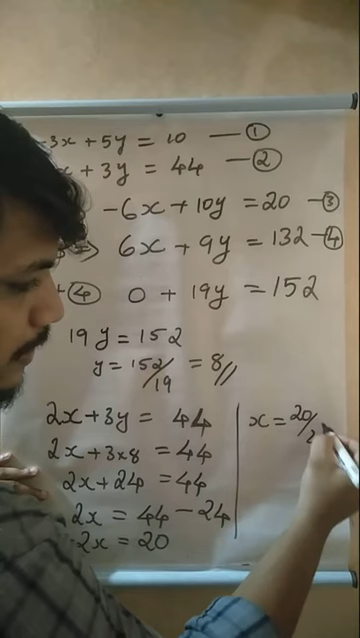 -3x + 5y = 10 — ①
x + 3y = 44 — ②
-6x + 10y = 20 — ③
⇒ 6x + 9y = 132 — ④
+ ④ 0 + 19y = 152
19y = 152
y = 152/19 = 8//
2x + 3y = 44
2x + 3x8 = 44
2x + 24 = 44
2x = 44 - 24
2x = 20
x = 20/2